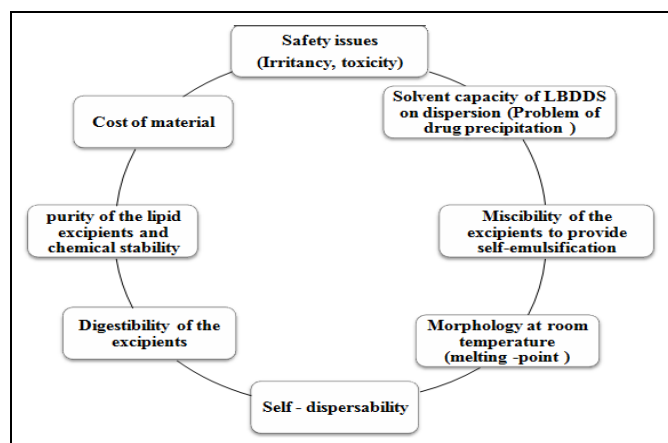 Safety issues
(Irritancy, toxicity)
Solvent capacity of LBDDS
on dispersion (Problem of
drug precipitation )
Miscibility of the
excipients to provide
self-emulsification
Morphology at room
temperature
(melting -point )
Self - dispersability
Digestibility of the
excipients
purity of the lipid
excipients and
chemical stability
Cost of material